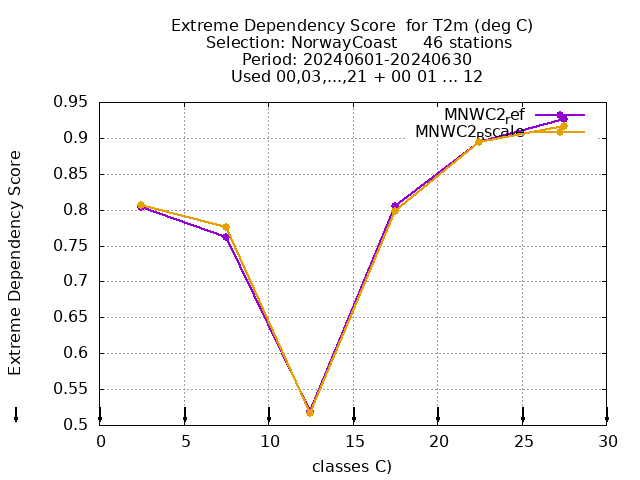 Extreme Dependency Score for T2m (deg C)
Selection: NorwayCoast 46 stations
Period: 20240601-20240630
Used 00,03,...,21 + 00 01 ... 12
MNWC2ref
MNWC2pscale
Extreme Dependency Score
0.95
0.9
0.85
0.8
0.75
0.7
0.65
0.6
0.55
0.5
0 5 10 15 20 25 30
classes C)